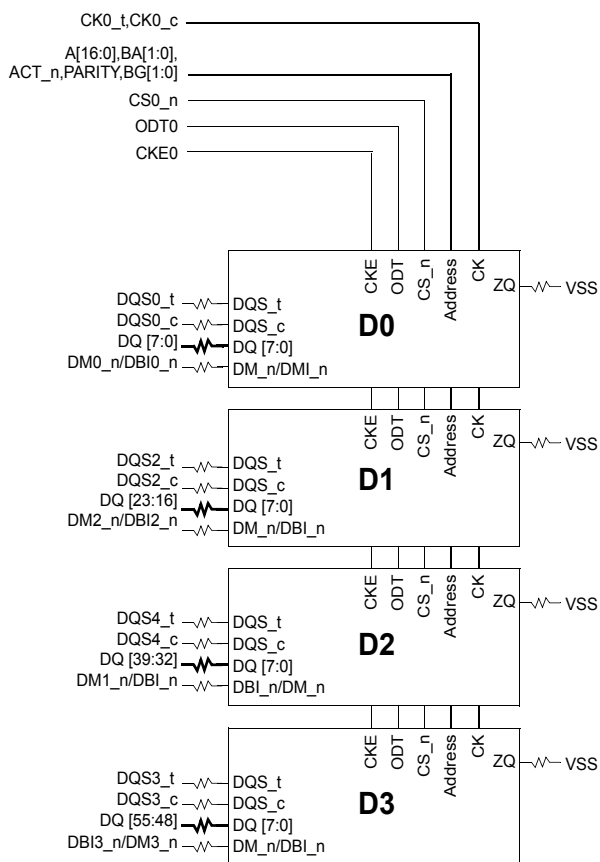 CK0_t,CK0_c
A[16:0],BA[1:0],
ACT_n,PARITY,BG[1:0]
CS0_n
ODT0
CKE0
CKE
ODT
CS_n
Address
CK
ZQ
VSS
D0
DQS0_t
DQS_t
DQS0_c
DQS_c
DQ [7:0]
DQ [7:0]
DM0_n/DBI0_n
DM_n/DMI_n
CKE
ODT
CS_n
Address
CK
ZQ
VSS
D1
DQS2_t
DQS_t
DQS2_c
DQS_c
DQ [23:16]
DQ [7:0]
DM2_n/DBI2_n
DM_n/DBI_n
CKE
ODT
CS_n
Address
CK
ZQ
VSS
D2
DQS4_t
DQS_t
DQS4_c
DQS_c
DQ [39:32]
DQ [7:0]
DM1_n/DBI_n
DBI_n/DM_n
CKE
ODT
CS_n
Address
CK
ZQ
VSS
D3
DQS3_t
DQS_t
DQS3_c
DQS_c
DQ [55:48]
DQ [7:0]
DBI3_n/DM3_n
DM_n/DBI_n